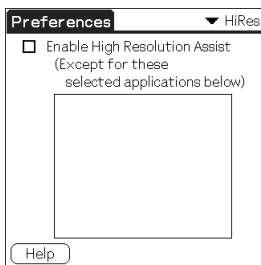 Preferences
HiRes
Enable High Resolution Assist
(Except for these
selected applications below)
Help